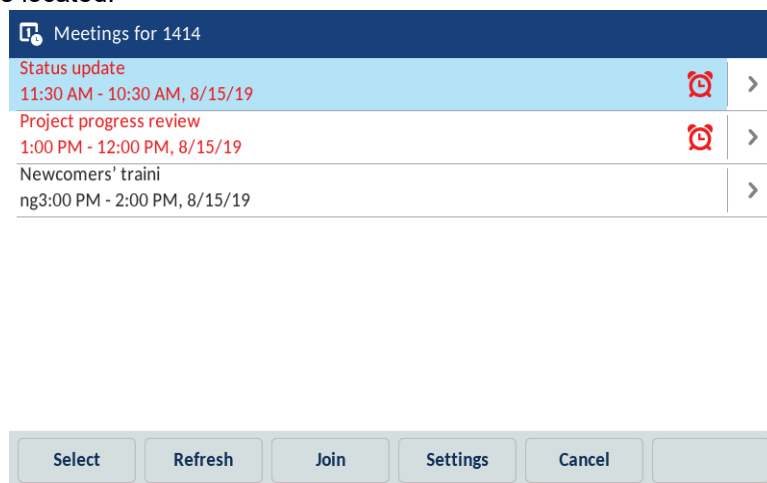 located.
Meetings for 1414
Status update
11:30 AM - 10:30 AM, 8/15/19
Project progress review
1:00 PM - 12:00 PM, 8/15/19
Newcomers' traini
ng3:00 PM - 2:00 PM, 8/15/19
Select Refresh Join Settings Cancel